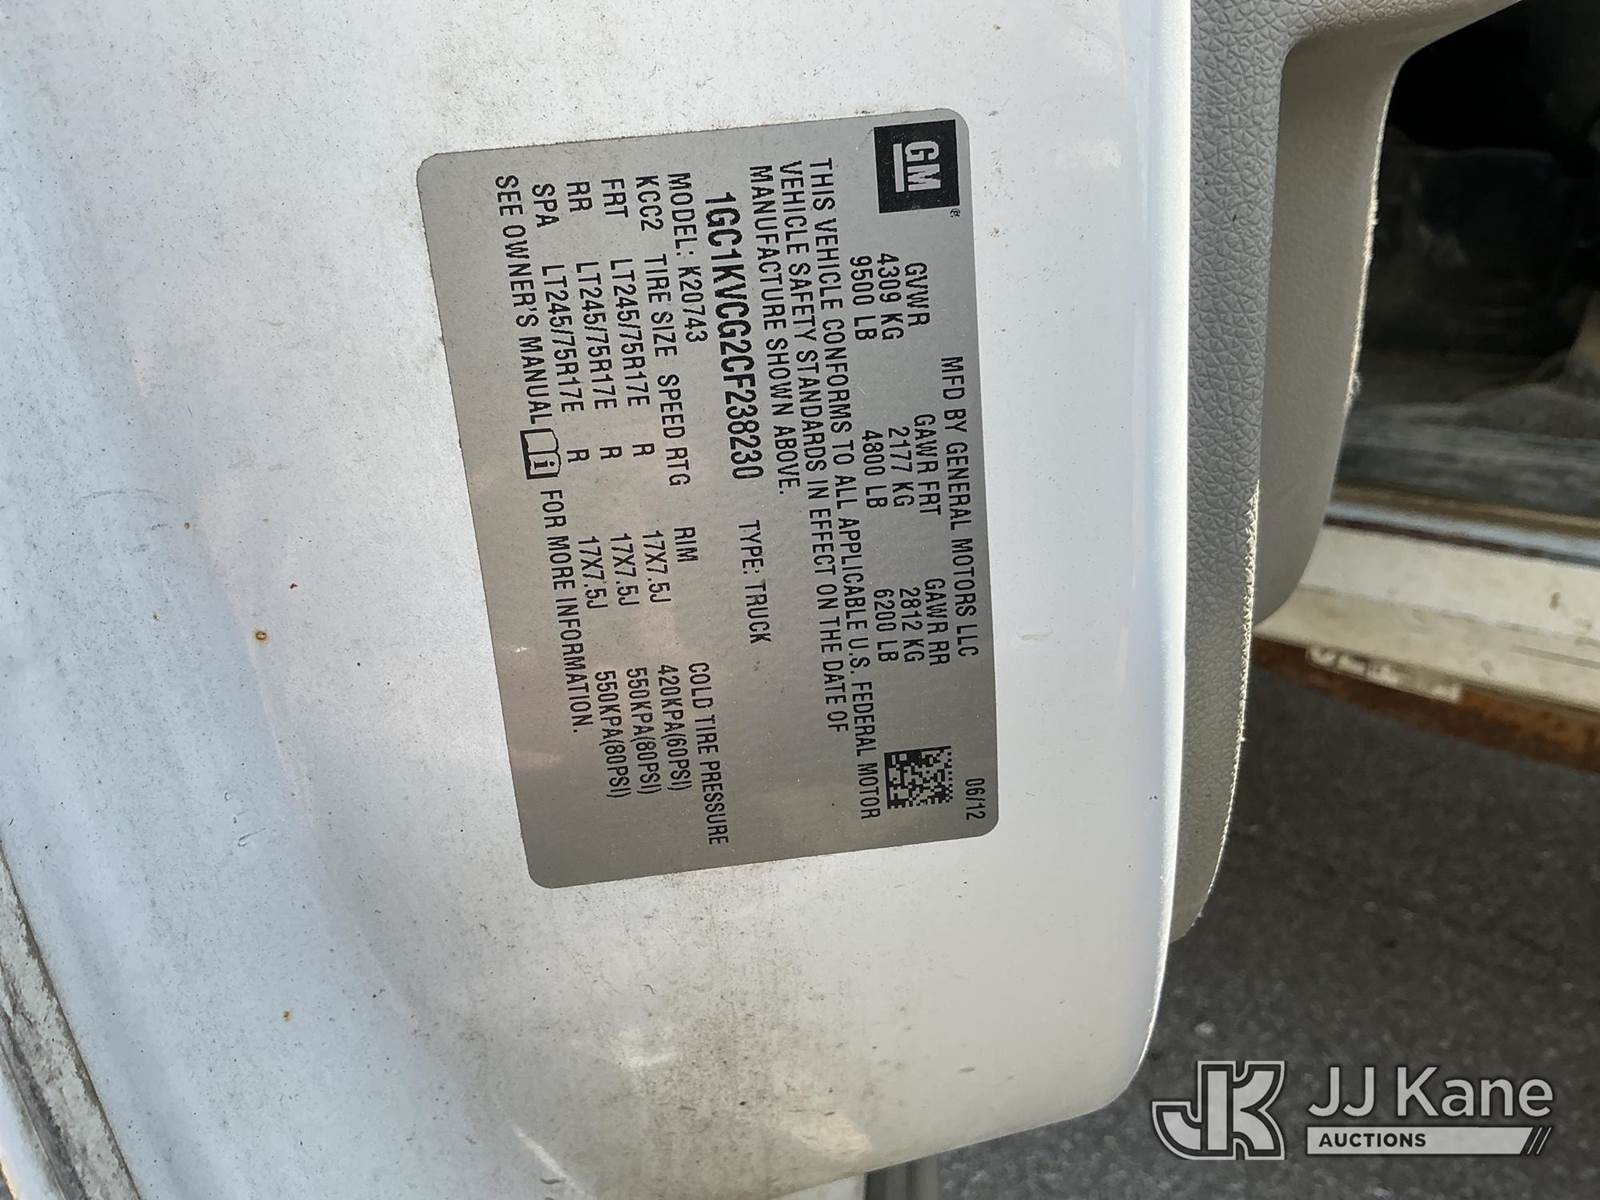 GM®
MFD BY GENERAL MOTORS LLC 06/12
GVWR GAWR FRT GAWR RR
4309 KG 2177 KG 2812 KG
9500 LB 4800 LB 6200 LB
THIS VEHICLE CONFORMS TO ALL APPLICABLE U.S. FEDERAL MOTOR
VEHICLE SAFETY STANDARDS IN EFFECT ON THE DATE OF
MANUFACTURE SHOWN ABOVE.
1GC1KVCG2CF238230 TYPE: TRUCK
MODEL: K20743
KCC2 TIRE SIZE SPEED RTG RIM COLD TIRE PRESSURE
FRT LT245/75R17E R 17X7.5J 420KPA(60PSI)
RR LT245/75R17E R 17X7.5J 550KPA(80PSI)
SPA LT245/75R17E R 17X7.5J 550KPA(80PSI)
SEE OWNER'S MANUAL i FOR MORE INFORMATION.
JK JJ Kane
AUCTIONS